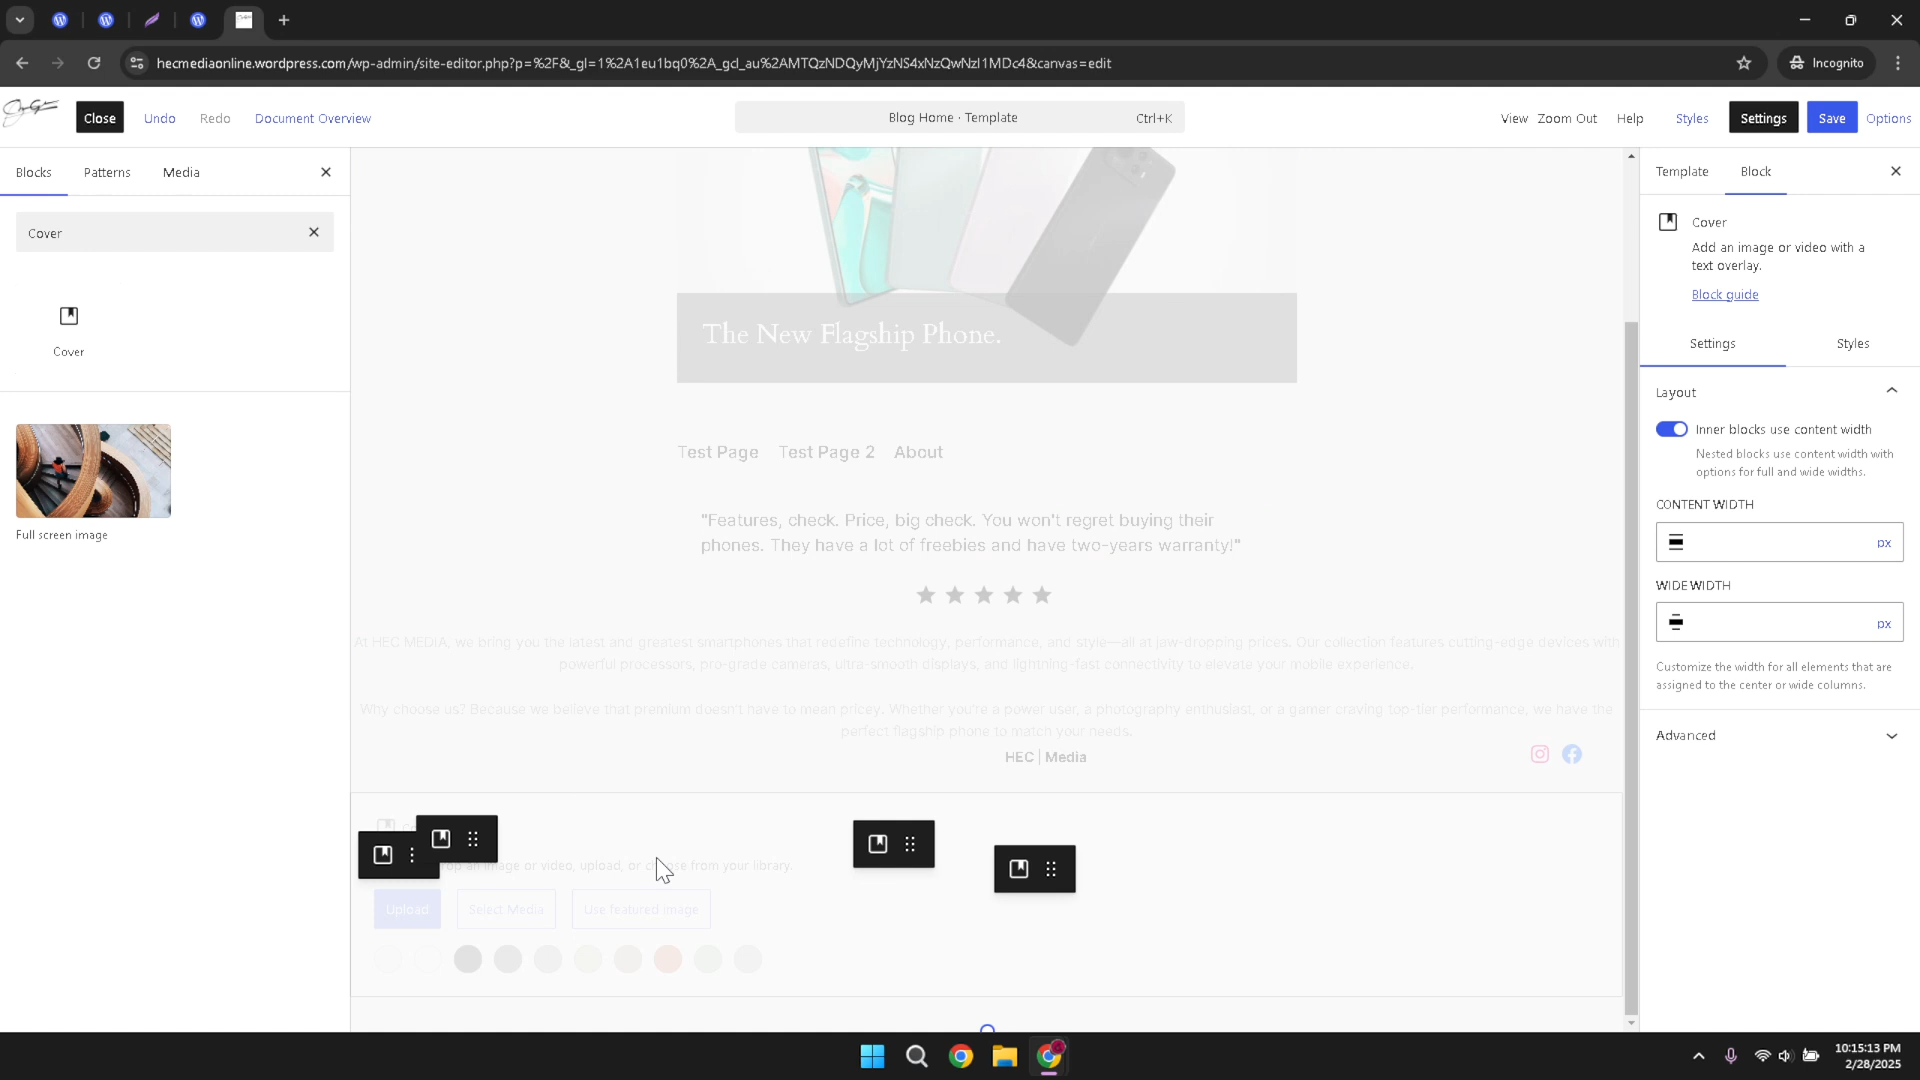 hecmediaonline.wordpress.com/wp-admin/site-editor.php?p=%2F&_gl=1%2A1eu1bq0%2A_gcl_au%2AMTQzNDQyMjYzNS4xNzQwNzI1MDc4&canvas=edit
Incognito
Close
Undo
Redo
Document Overview
Blog Home · Template
Ctrl+K
View
Zoom Out
Help
Styles
Settings
Save
Options
Blocks
Patterns
Media
Cover
Cover
Full screen image
The New Flagship Phone.
Test Page
Test Page 2
About
"Features, check. Price, big check. You won't regret buying their
phones. They have a lot of freebies and have two-years warranty!"
At HEC MEDIA, we bring you the latest and greatest smartphones that redefine technology, performance, and style—all at jaw-dropping prices. Our collection features cutting-edge devices with
powerful processors, pro-grade cameras, ultra-smooth displays, and lightning-fast connectivity to elevate your mobile experience.
Why choose us? Because we believe that premium doesn't have to mean pricey. Whether you're a power user, a photography enthusiast, or a gamer craving top-tier performance, we have the
perfect flagship phone to match your needs.
HEC | Media
an image or video, upload, or choose from your library.
Upload
Select Media
Use featured image
Template
Block
Cover
Add an image or video with a
text overlay.
Block guide
Settings
Styles
Layout
Inner blocks use content width
Nested blocks use content width with
options for full and wide widths.
CONTENT WIDTH
px
WIDE WIDTH
px
Customize the width for all elements that are
assigned to the center or wide columns.
Advanced
10:15:13 PM
2/28/2025